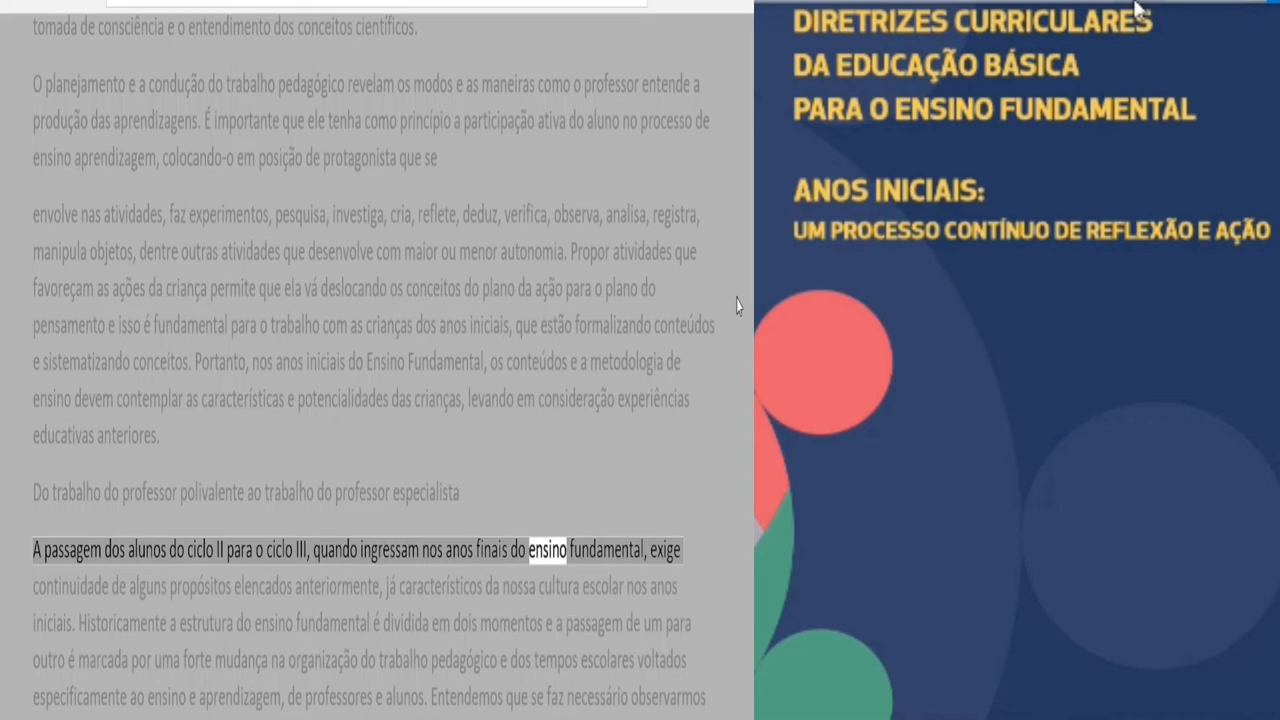 tomada de consciência e o entendimento dos conceitos científicos.
O planejamento e a condução do trabalho pedagógico revelam os modos e as maneiras como o professor entende a
produção das aprendizagens. É importante que ele tenha como princípio a participação ativa do aluno no processo de
ensino aprendizagem, colocando-o em posição de protagonista que se
envolve nas atividades, faz experimentos, pesquisa, investiga, cria, reflete, deduz, verifica, observa, analisa, registra,
manipula objetos, dentre outras atividades que desenvolve com maior ou menor autonomia. Propor atividades que
favoreçam as ações da criança permite que ela vá deslocando os conceitos do plano da ação para o plano do
pensamento e isso é fundamental para o trabalho com as crianças dos anos iniciais, que estão formalizando conteúdos
e sistematizando conceitos. Portanto, nos anos iniciais do Ensino Fundamental, os conteúdos e a metodologia de
ensino devem contemplar as características e potencialidades das crianças, levando em consideração experiências
educativas anteriores.
Do trabalho do professor polivalente ao trabalho do professor especialista
A passagem dos alunos do ciclo II para o ciclo III, quando ingressam nos anos finais do ensino fundamental, exige
continuidade de alguns propósitos elencados anteriormente, já característicos da nossa cultura escolar nos anos
iniciais. Historicamente a estrutura do ensino fundamental é dividida em dois momentos e a passagem de um para
outro é marcada por uma forte mudança na organização do trabalho pedagógico e dos tempos escolares voltados
especificamente ao ensino e aprendizagem, de professores e alunos. Entendemos que se faz necessário observarmos
DIRETRIZES CURRICULARES
DA EDUCAÇÃO BÁSICA
PARA O ENSINO FUNDAMENTAL
ANOS INICIAIS:
UM PROCESSO CONTÍNUO DE REFLEXÃO E AÇÃO